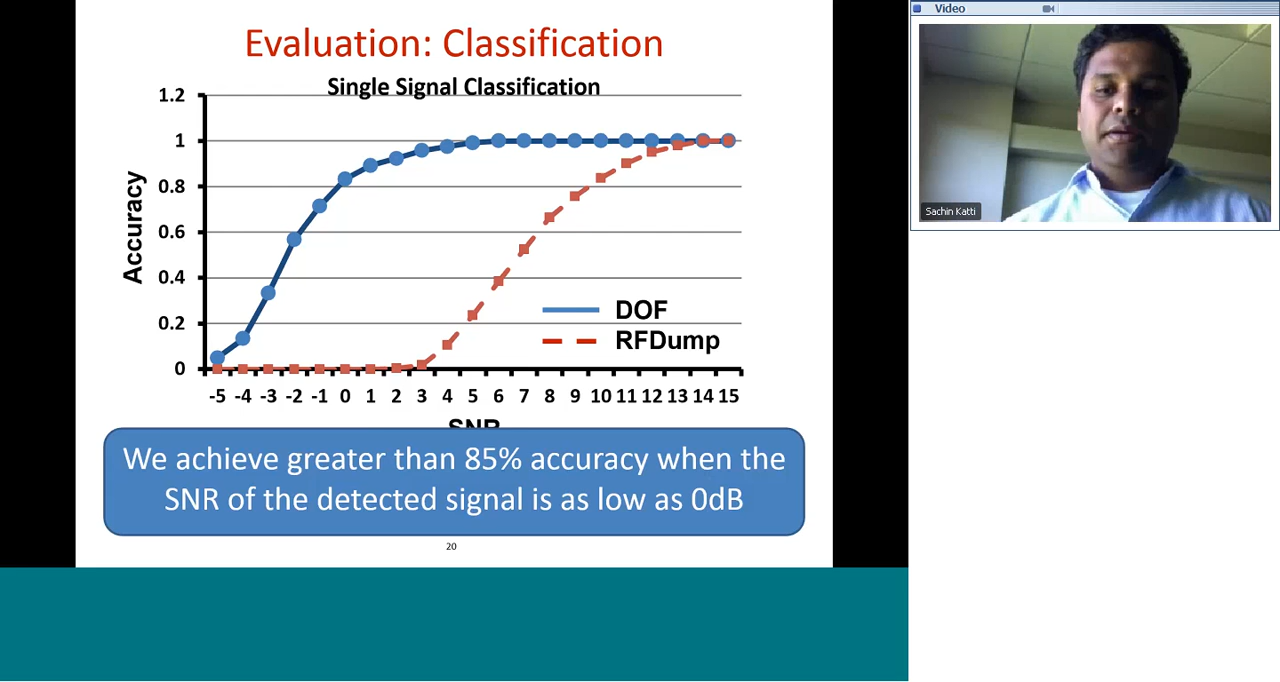 Evaluation: Classification
Single Signal Classification
1.2
1
0.8
0.6
0.4
0.2
0
Accuracy
DOF
RFDump
-5 -4 -3 -2 -1 0 1 2 3 4 5 6 7 8 9 10 11 12 13 14 15
SNR
We achieve greater than 85% accuracy when the
SNR of the detected signal is as low as 0dB
20
Video
Sachin Katti